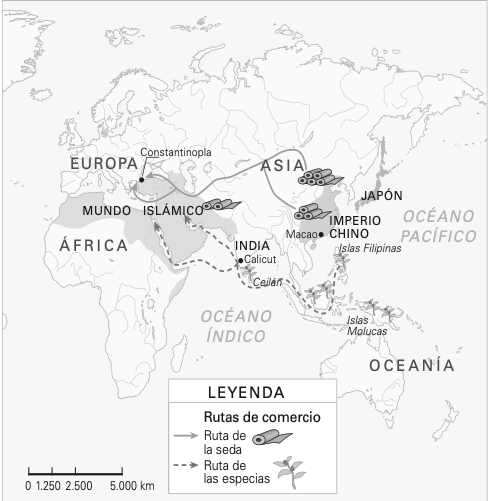 Constantinopla
EUROPA
ASIA
JAPÓN
MUNDO ISLÁMICO
IMPERIO
CHINO
OCÉANO
PACÍFICO
Macao
ÁFRICA
INDIA
Islas Filipinas
Calicut
Ceilán
OCÉANO
ÍNDICO
Islas
Molucas
OCEANÍA
LEYENDA
Rutas de comercio
Ruta de
la seda
Ruta de
las especias
0 1.250 2.500 5.000 km